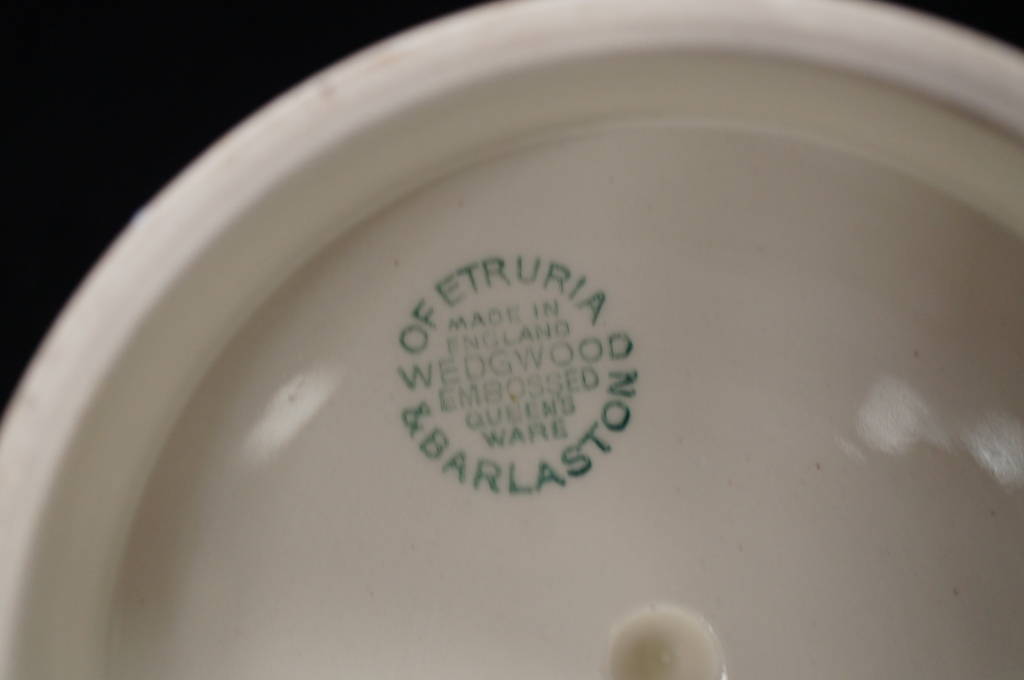 OF ETRURIA
MADE IN
ENGLAND
WEDGWOOD
EMBOSSED
QUEENS
WARE
& BARLASTON